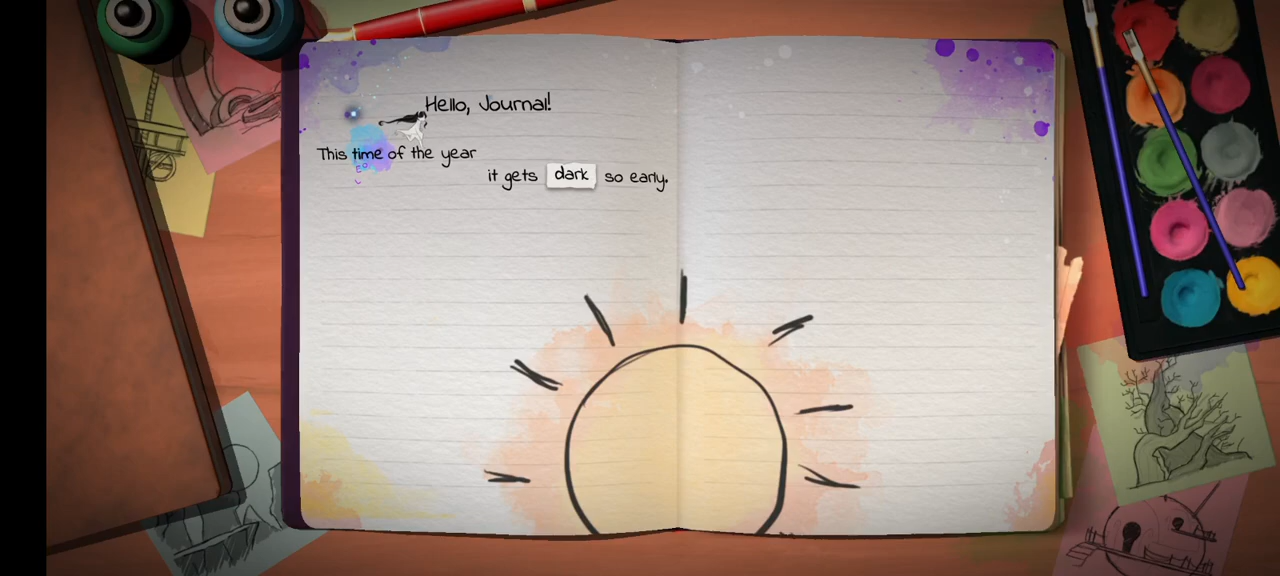 Hello, Journal!
This time of the year
it gets dark so early.